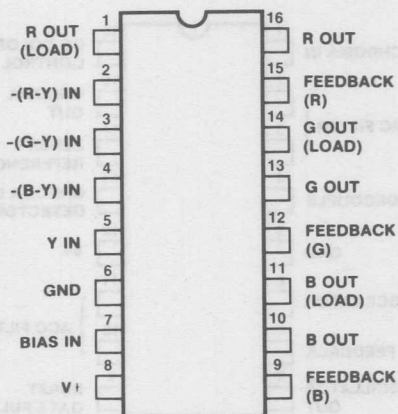 1
R OUT
(LOAD)
2
-(R-Y) IN
3
-(G-Y) IN
4
-(B-Y) IN
5
Y IN
6
GND
7
BIAS IN
8
V+
16
R OUT
15
FEEDBACK
(R)
14
G OUT
(LOAD)
13
G OUT
12
FEEDBACK
(G)
11
B OUT
(LOAD)
10
B OUT
9
FEEDBACK
(B)